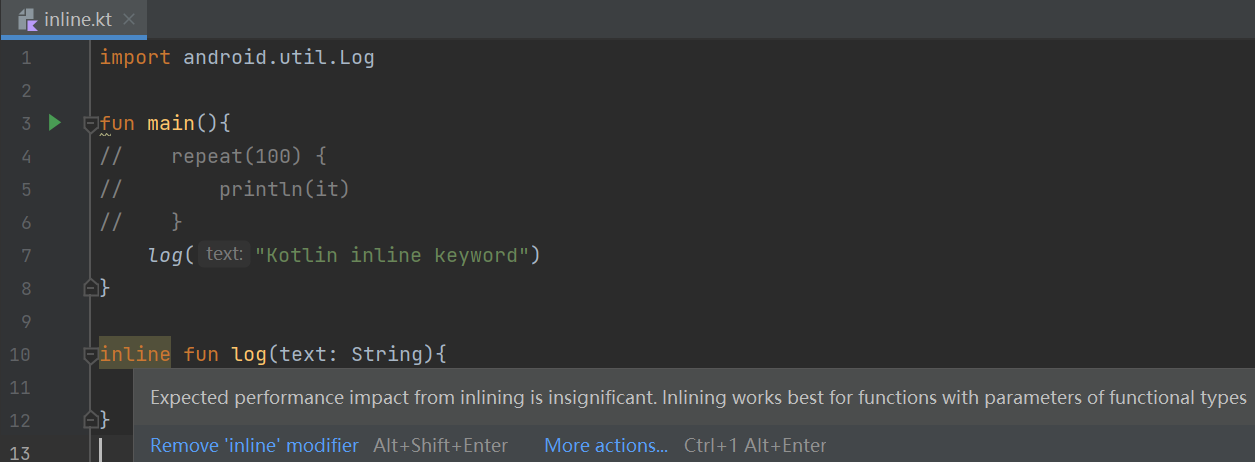 inline.kt
1 import android.util.Log
2
3 fun main(){
4 //    repeat(100) {
5 //        println(it)
6 //    }
7     log( text: "Kotlin inline keyword")
8 }
9
10 inline fun log(text: String){
11
Expected performance impact from inlining is insignificant. Inlining works best for functions with parameters of functional types
12 }
Remove 'inline' modifier Alt+Shift+Enter More actions... Ctrl+1 Alt+Enter
13